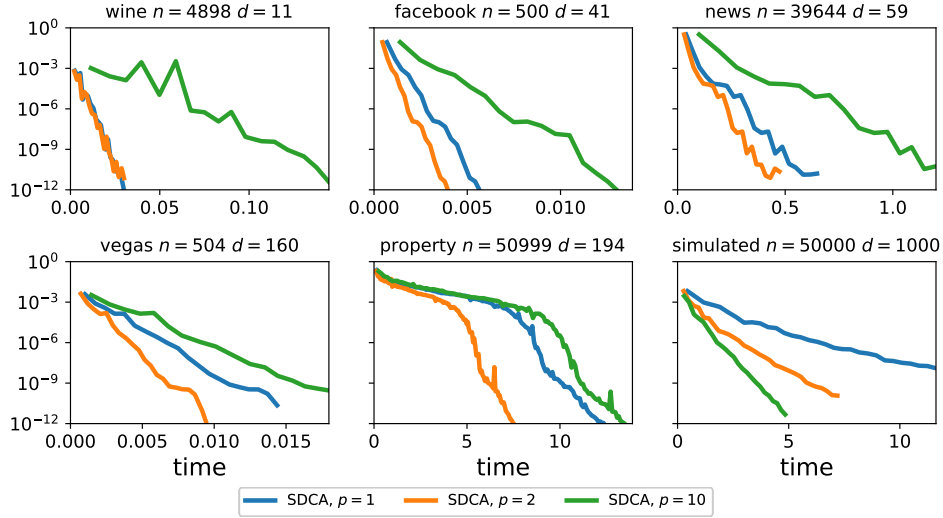 wine n = 4898 d = 11
facebook n = 500 d = 41
news n = 39644 d = 59
10^0
10^{-3}
10^{-6}
10^{-9}
10^{-12}
0.00 0.05 0.10
0.000 0.005 0.010
0.0 0.5 1.0
vegas n = 504 d = 160
property n = 50999 d = 194
simulated n = 50000 d = 1000
10^0
10^{-3}
10^{-6}
10^{-9}
10^{-12}
0.000 0.005 0.010 0.015
0 5 10
0 5 10
time
time
time
SDCA, p = 1
SDCA, p = 2
SDCA, p = 10